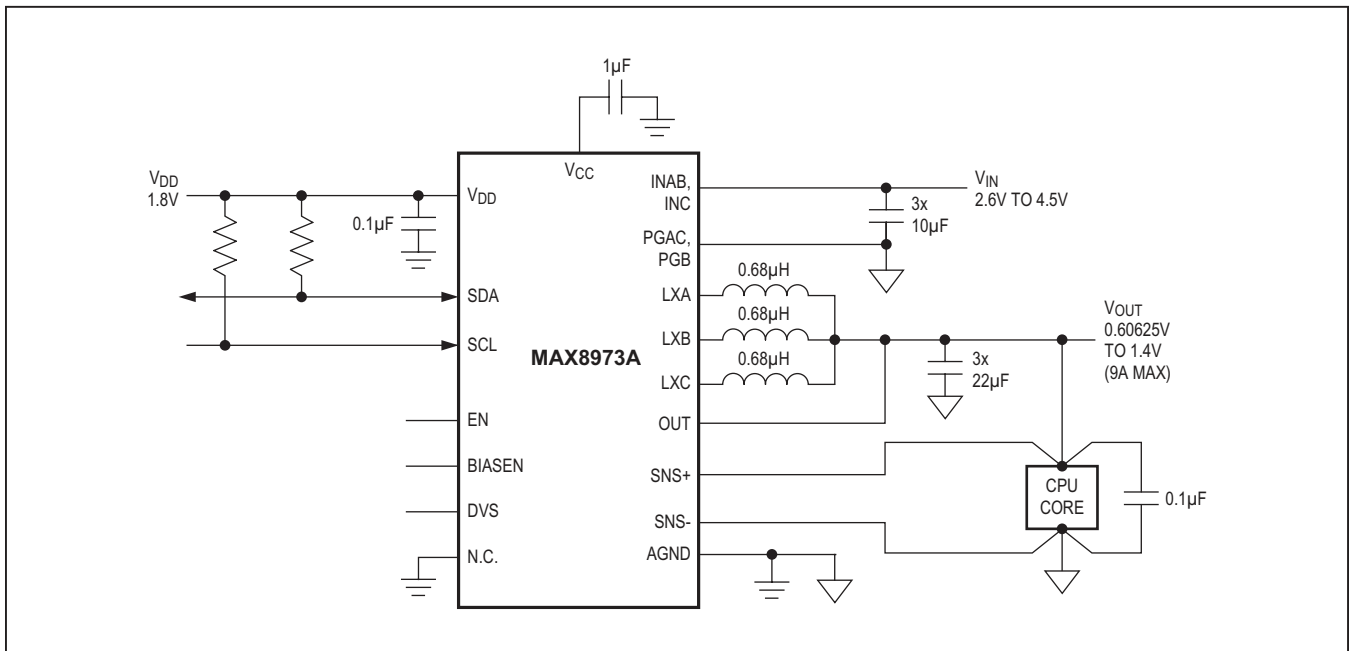 1µF
VCC
VDD
1.8V
0.1µF
VDD
SDA
SCL
EN
BIASEN
DVS
N.C.
MAX8973A
INAB,
INC
PGAC,
PGB
LXA
LXB
LXC
OUT
SNS+
SNS-
AGND
VIN
2.6V TO 4.5V
3x
10µF
0.68µH
0.68µH
0.68µH
3x
22µF
VOUT
0.60625V
TO 1.4V
(9A MAX)
CPU
CORE
0.1µF